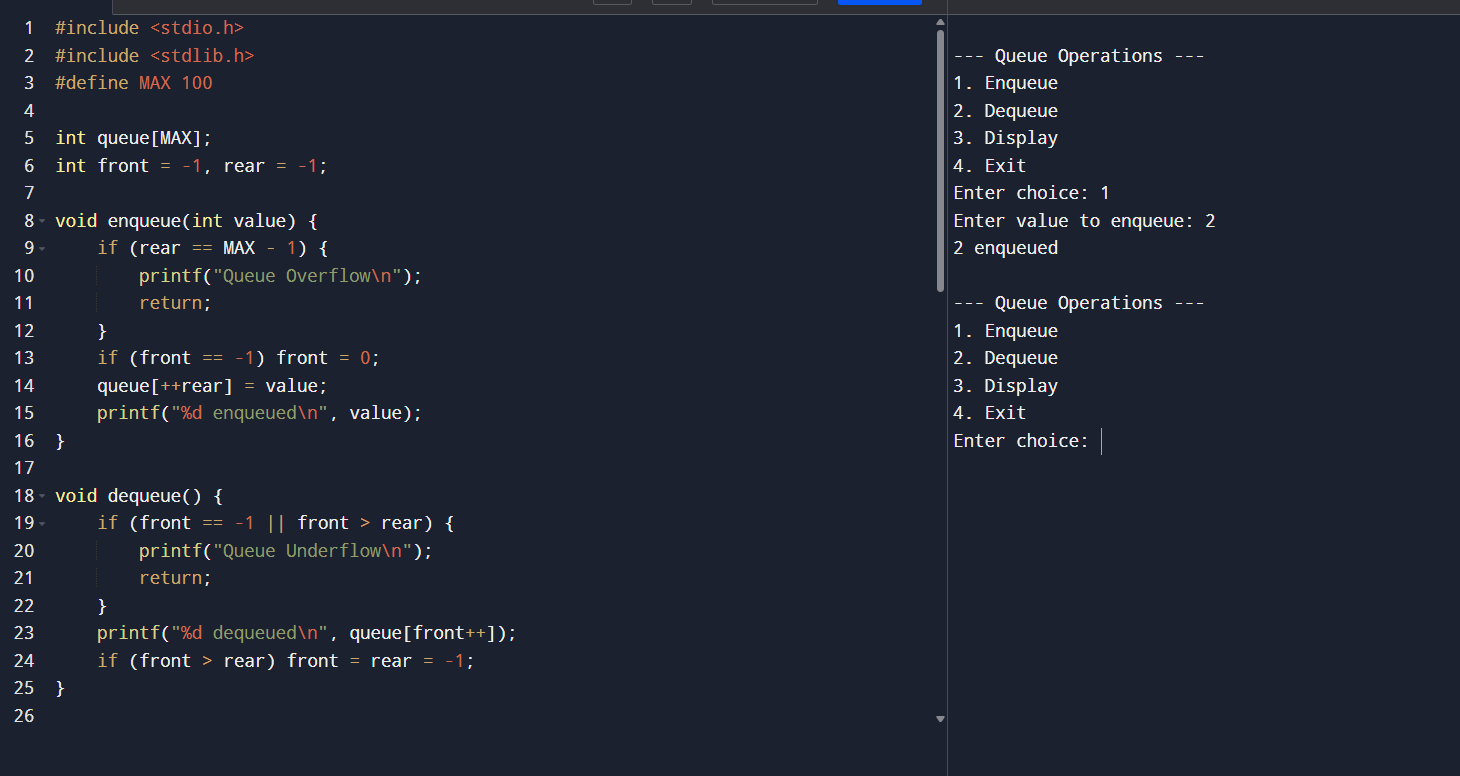 1 #include <stdio.h>
2 #include <stdlib.h>
3 #define MAX 100
4
5 int queue[MAX];
6 int front = -1, rear = -1;
7
8 void enqueue(int value) {
9     if (rear == MAX - 1) {
10         printf("Queue Overflow\n");
11         return;
12     }
13     if (front == -1) front = 0;
14     queue[++rear] = value;
15     printf("%d enqueued\n", value);
16 }
17
18 void dequeue() {
19     if (front == -1 || front > rear) {
20         printf("Queue Underflow\n");
21         return;
22     }
23     printf("%d dequeued\n", queue[front++]);
24     if (front > rear) front = rear = -1;
25 }
26
--- Queue Operations ---
1. Enqueue
2. Dequeue
3. Display
4. Exit
Enter choice: 1
Enter value to enqueue: 2
2 enqueued
--- Queue Operations ---
1. Enqueue
2. Dequeue
3. Display
4. Exit
Enter choice: